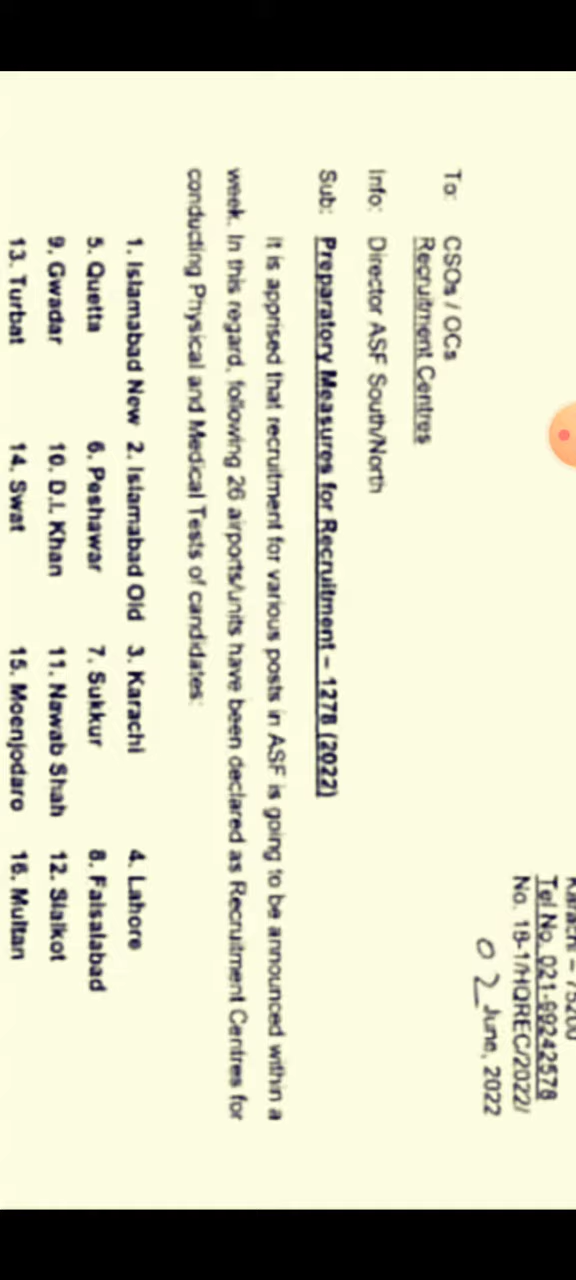 Karachi – 75200
Tel No. 021-99242578
No. 18-1/HQREC/2022/
02 June, 2022
To: CSOs / OCs
Recruitment Centres
Info: Director ASF South/North
Sub: Preparatory Measures for Recruitment – 1278 (2022)
It is apprised that recruitment for various posts in ASF is going to be announced within a
week. In this regard, following 26 airports/units have been declared as Recruitment Centres for
conducting Physical and Medical Tests of candidates:
1. Islamabad New 2. Islamabad Old 3. Karachi 4. Lahore
5. Quetta 6. Peshawar 7. Sukkur 8. Faisalabad
9. Gwadar 10. D.I. Khan 11. Nawab Shah 12. Sialkot
13. Turbat 14. Swat 15. Moenjodaro 16. Multan